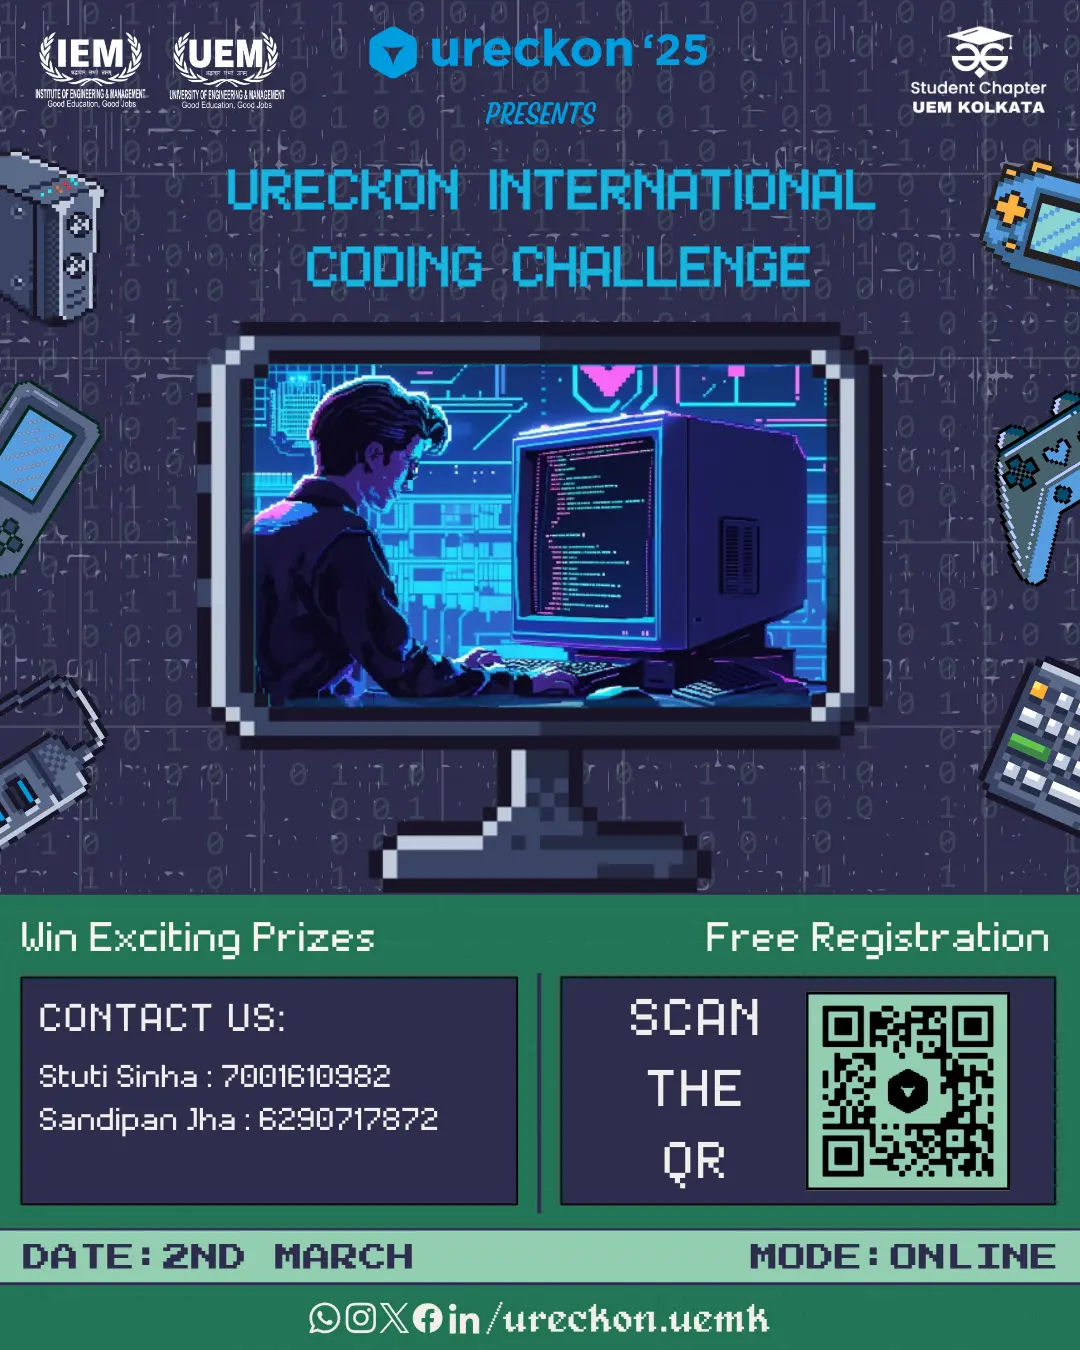 IEM
INSTITUTE OF ENGINEERING & MANAGEMENT
Good Education, Good Jobs
UEM
UNIVERSITY OF ENGINEERING & MANAGEMENT
Good Education, Good Jobs
ureckon '25
PRESENTS
Student Chapter
UEM KOLKATA
URECKON INTERNATIONAL
CODING CHALLENGE
Win Exciting Prizes
Free Registration
CONTACT US:
Stuti Sinha : 7001610982
Sandipan Jha : 6290717872
SCAN
THE
QR
DATE:2ND MARCH
MODE:ONLINE
/ureckon.uemk